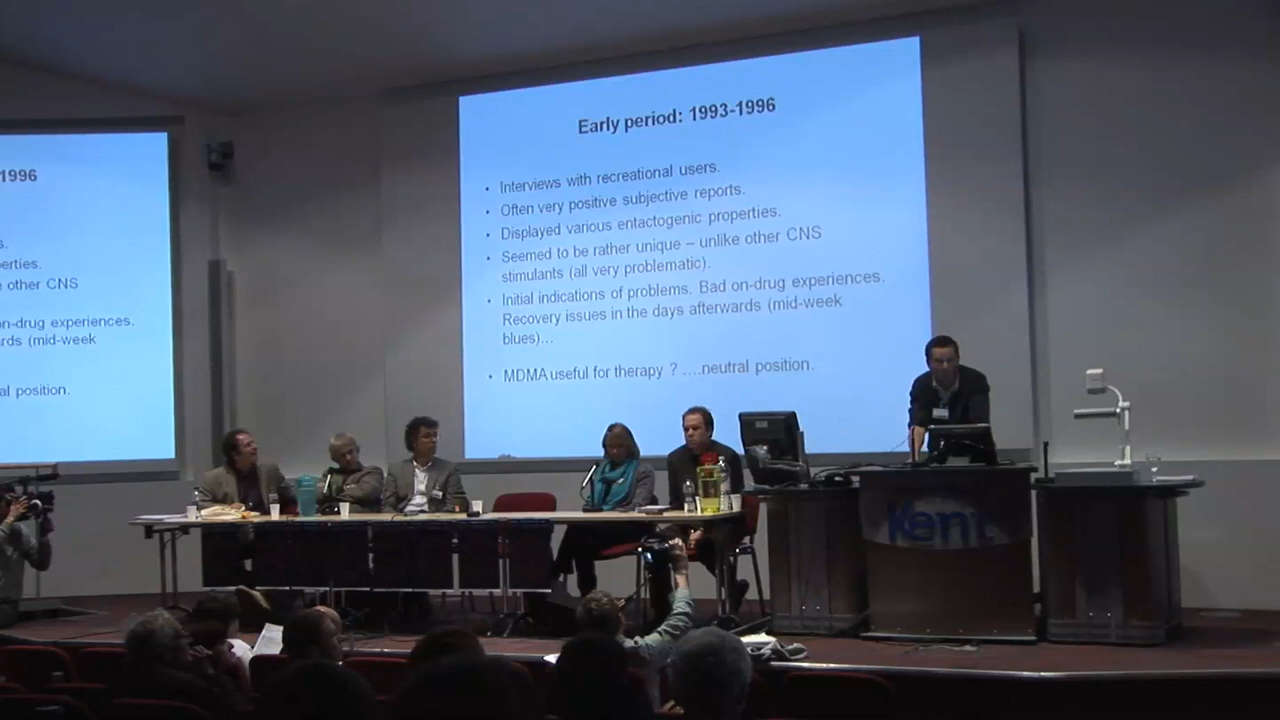 1996
s.
erties.
e other CNS
on-drug experiences.
rds (mid-week
al position.
Early period: 1993-1996
• Interviews with recreational users.
• Often very positive subjective reports.
• Displayed various entactogenic properties.
• Seemed to be rather unique – unlike other CNS
stimulants (all very problematic).
• Initial indications of problems. Bad on-drug experiences.
Recovery issues in the days afterwards (mid-week
blues)...
• MDMA useful for therapy ? ....neutral position.
Kent